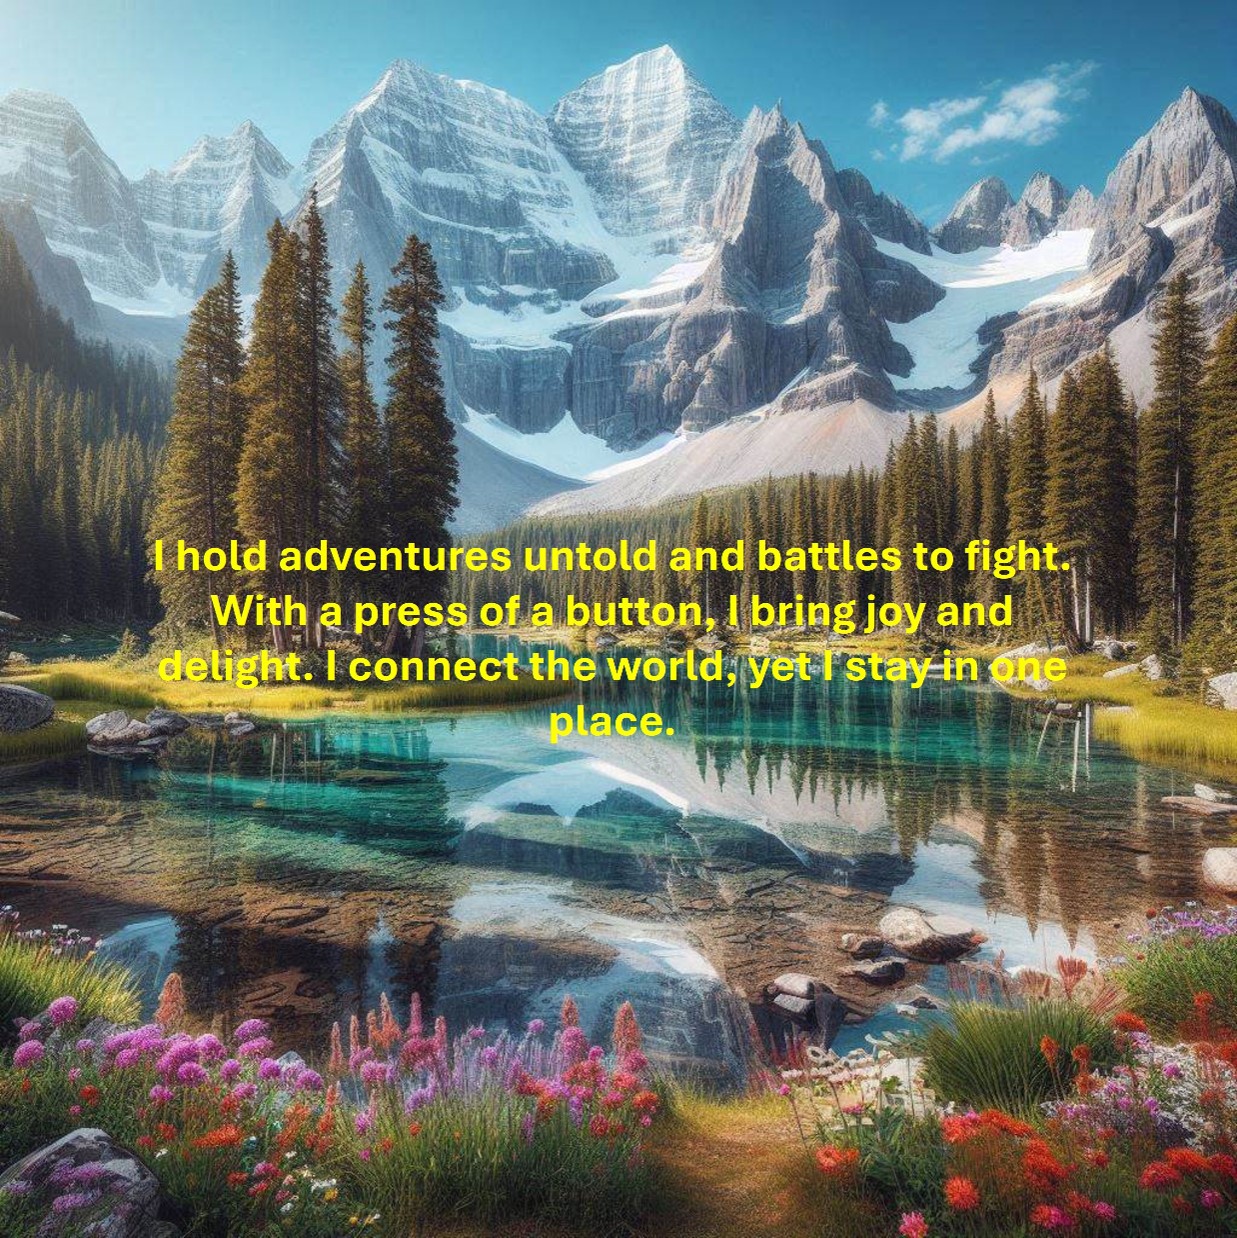 I hold adventures untold and battles to fight.
With a press of a button, I bring joy and
delight. I connect the world, yet I stay in one
place.